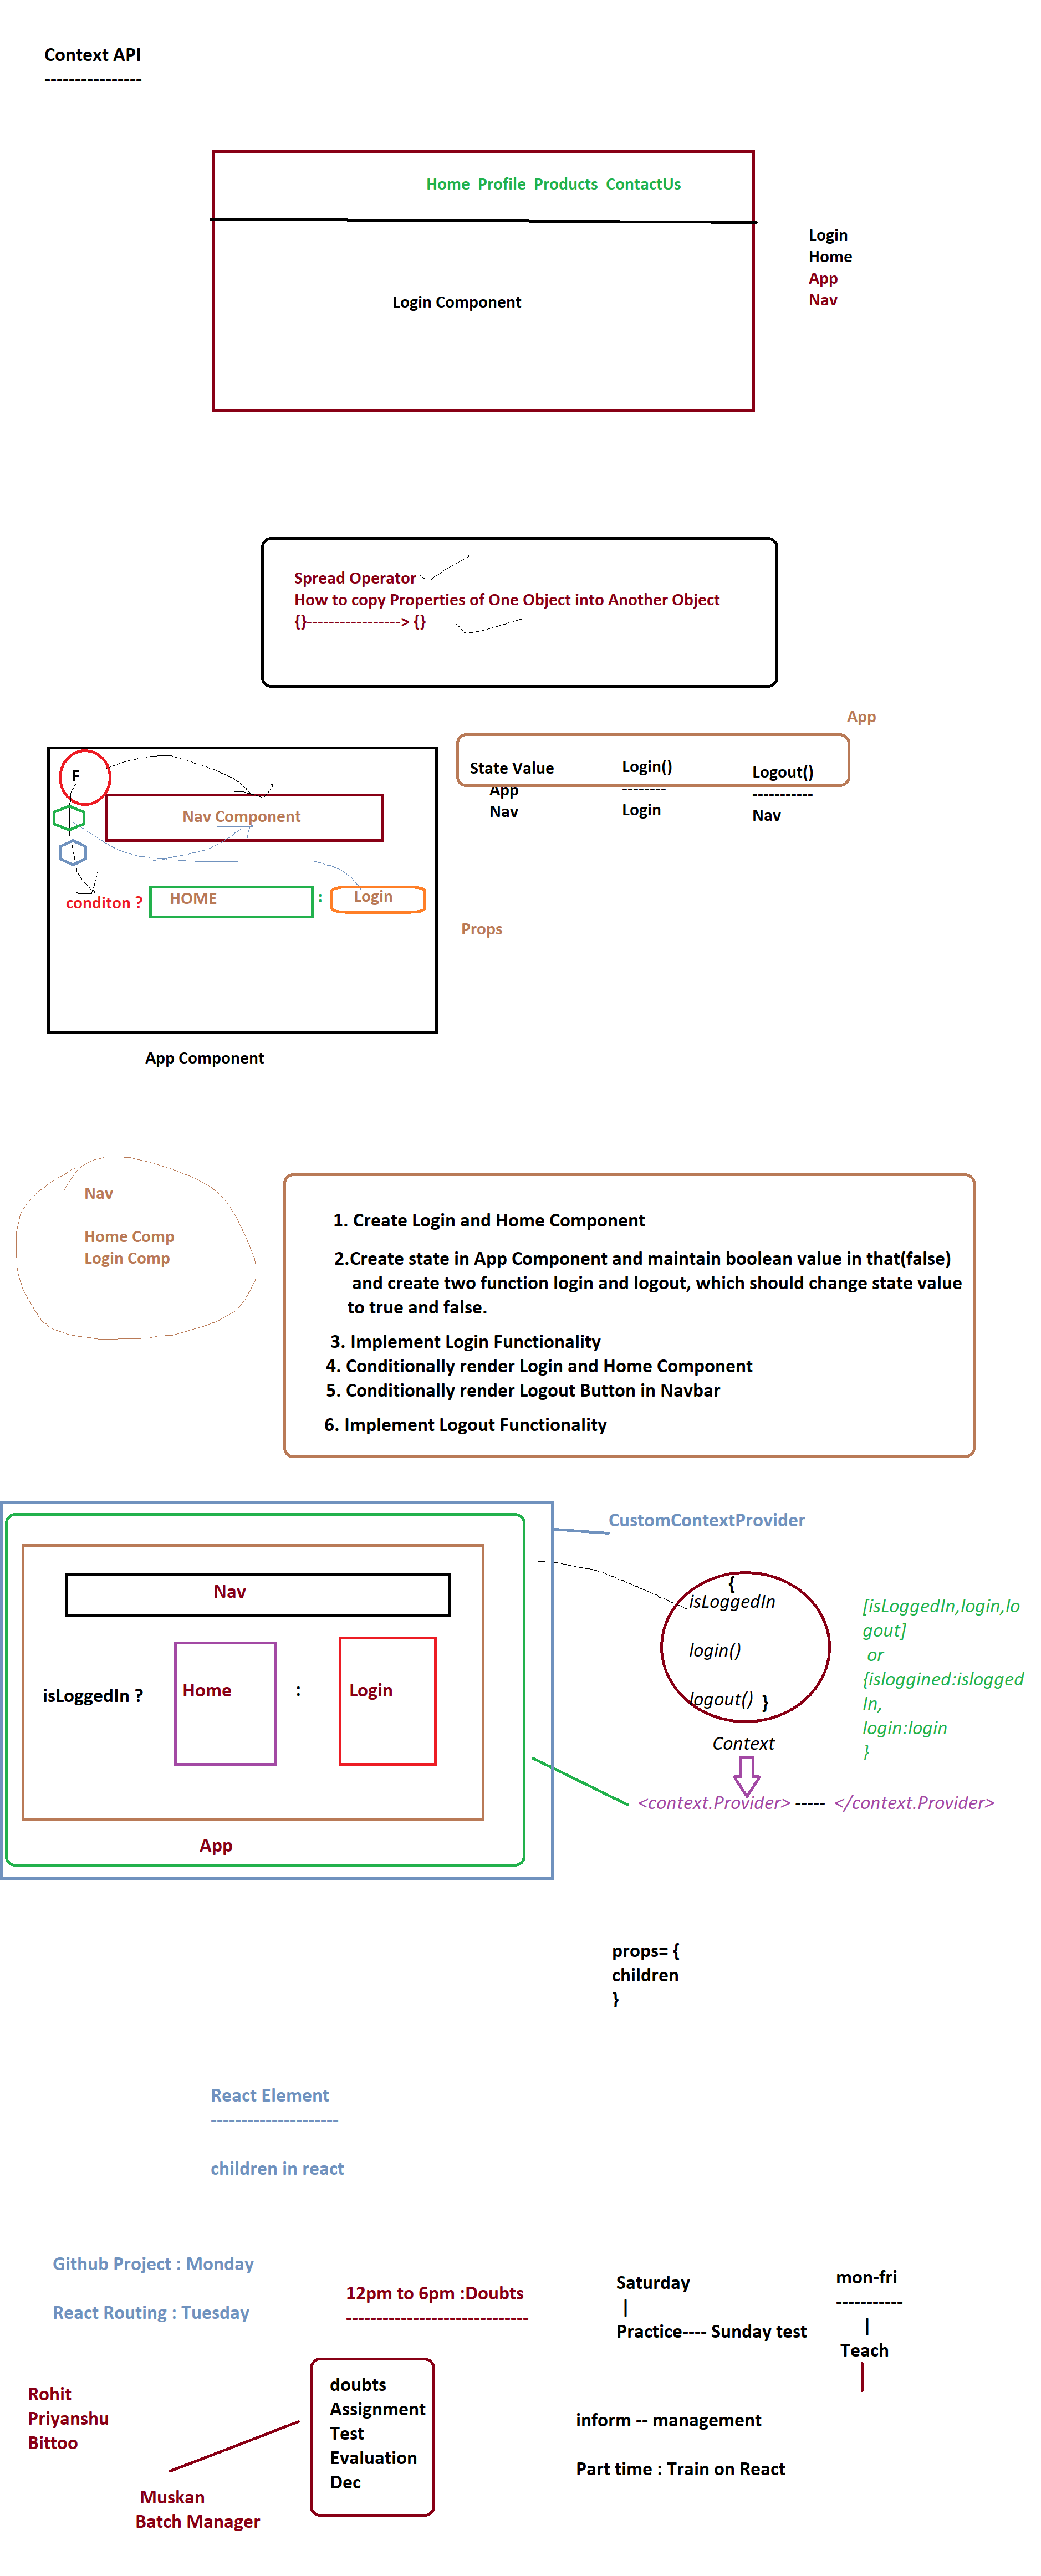 Context API
----------------
Home  Profile  Products  ContactUs
Login
Home
App
Nav
Login Component
Spread Operator
How to copy Properties of One Object into Another Object
{}-----------------> {}
App
State Value
App
Nav
Login()
--------
Login
Logout()
-----------
Nav
F
Nav Component
conditon ?
HOME
:
Login
Props
App Component
Nav
Home Comp
Login Comp
1. Create Login and Home Component
2.Create state in App Component and maintain boolean value in that(false)
and create two function login and logout, which should change state value
to true and false.
3. Implement Login Functionality
4. Conditionally render Login and Home Component
5. Conditionally render Logout Button in Navbar
6. Implement Logout Functionality
CustomContextProvider
Nav
isLoggedIn ?
Home
:
Login
App
{
isLoggedIn
login()
logout()  }
Context
[isLoggedIn,login,lo
gout]
or
{isloggined:islogged
In,
login:login
}
<context.Provider> -----  </context.Provider>
props= {
children
}
React Element
---------------------
children in react
Github Project : Monday
React Routing : Tuesday
12pm to 6pm :Doubts
------------------------------
Saturday
|
Practice---- Sunday test
mon-fri
-----------
|
Teach
Rohit
Priyanshu
Bittoo
doubts
Assignment
Test
Evaluation
Dec
inform -- management
Part time : Train on React
Muskan
Batch Manager